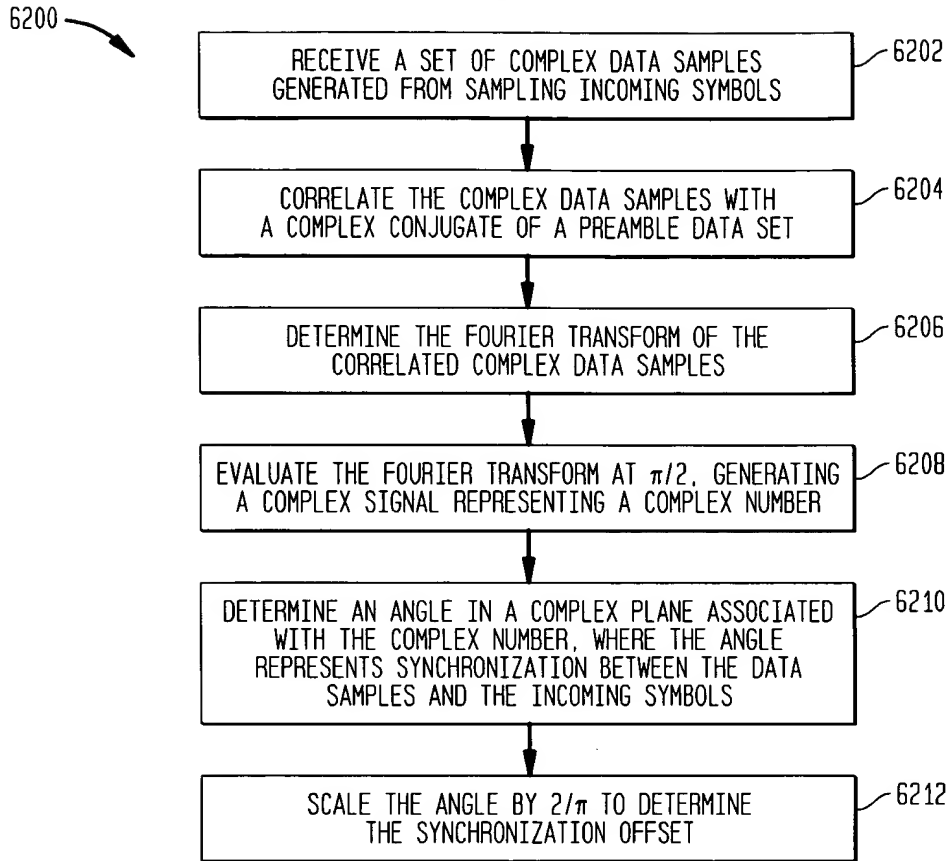 6200
RECEIVE A SET OF COMPLEX DATA SAMPLES
GENERATED FROM SAMPLING INCOMING SYMBOLS
6202
CORRELATE THE COMPLEX DATA SAMPLES WITH
A COMPLEX CONJUGATE OF A PREAMBLE DATA SET
6204
DETERMINE THE FOURIER TRANSFORM OF THE
CORRELATED COMPLEX DATA SAMPLES
6206
EVALUATE THE FOURIER TRANSFORM AT π/2, GENERATING
A COMPLEX SIGNAL REPRESENTING A COMPLEX NUMBER
6208
DETERMINE AN ANGLE IN A COMPLEX PLANE ASSOCIATED
WITH THE COMPLEX NUMBER, WHERE THE ANGLE
REPRESENTS SYNCHRONIZATION BETWEEN THE DATA
SAMPLES AND THE INCOMING SYMBOLS
6210
SCALE THE ANGLE BY 2/π TO DETERMINE
THE SYNCHRONIZATION OFFSET
6212